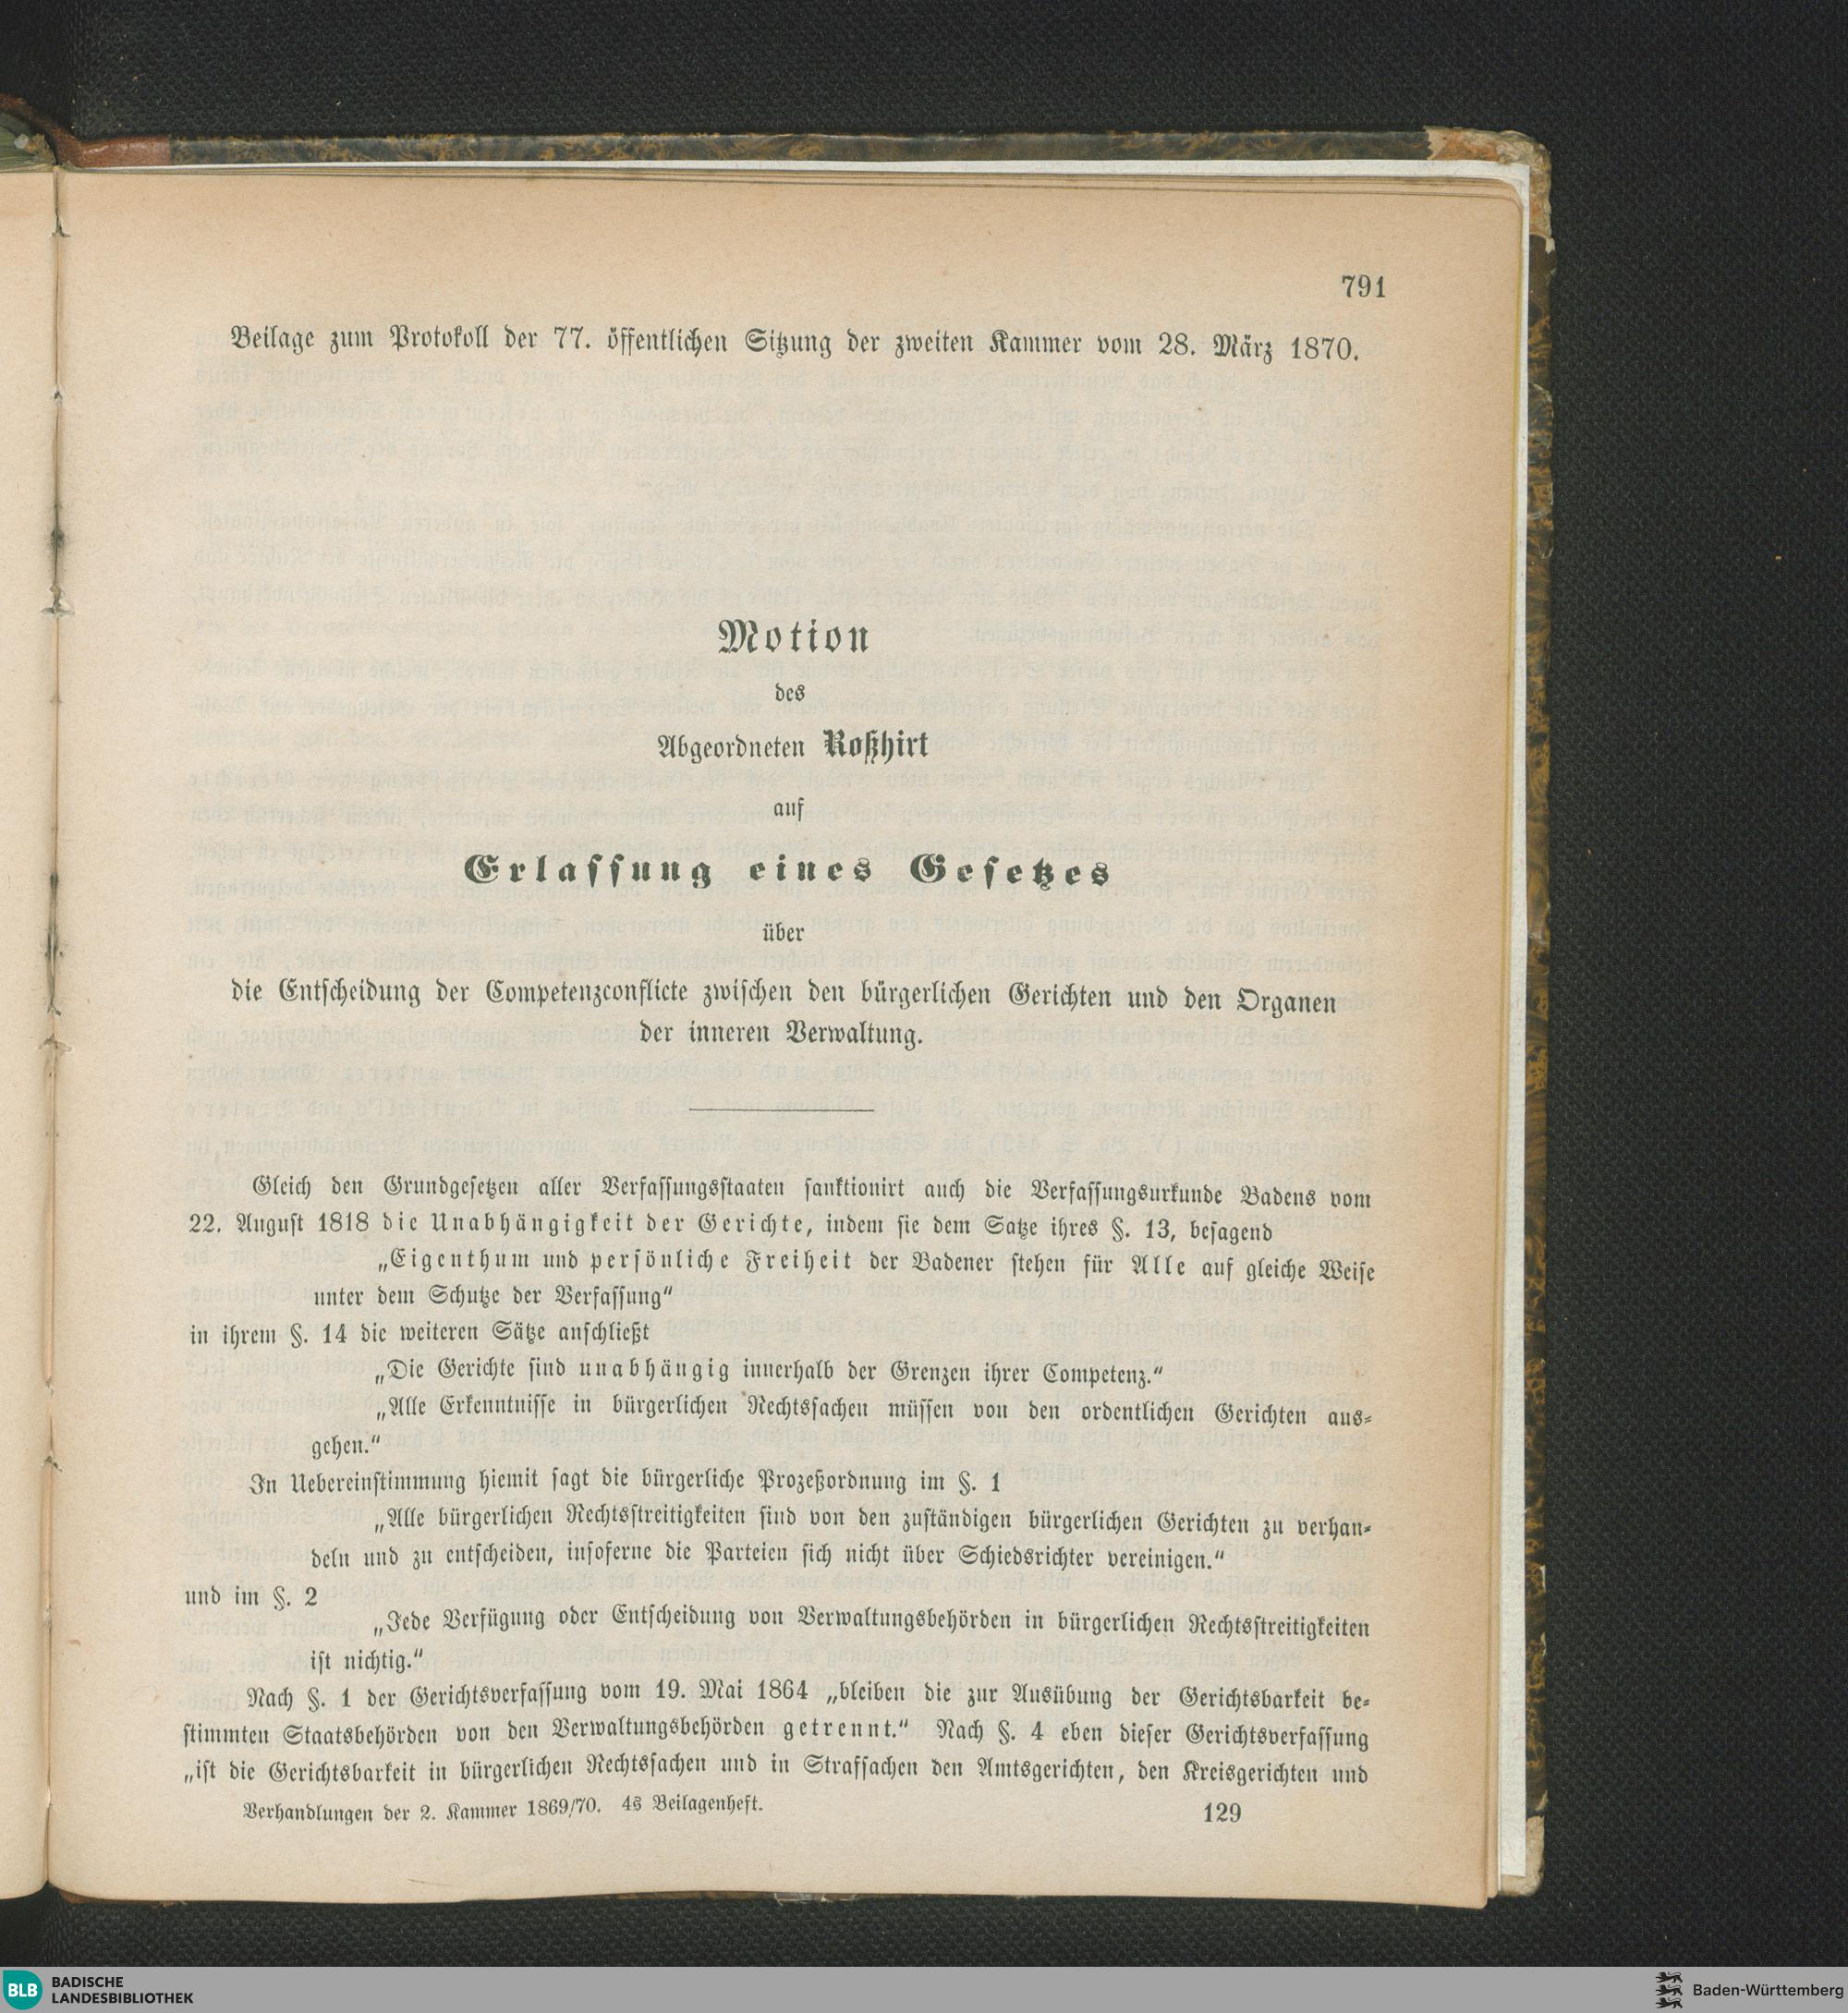 791
Beilage zum Protokoll der 77. öffentlichen Sitzung der zweiten Kammer vom 28. März 1870.
Motion
des
Abgeordneten Roßhirt
auf
Erlassung eines Gesetzes
über
die Entscheidung der Competenzconflicte zwischen den bürgerlichen Gerichten und den Organen
der inneren Verwaltung.
Gleich den Grundgesetzen aller Verfassungsstaaten sanktionirt auch die Verfassungsurkunde Badens vom
22. August 1818 die Unabhängigkeit der Gerichte, indem sie dem Satze ihres §. 13, besagend
„Eigenthum und persönliche Freiheit der Badener stehen für Alle auf gleiche Weise
unter dem Schutze der Verfassung“
in ihrem §. 14 die weiteren Sätze anschließt
„Die Gerichte sind unabhängig innerhalb der Grenzen ihrer Competenz.“
„Alle Erkenntnisse in bürgerlichen Rechtssachen müssen von den ordentlichen Gerichten aus-
gehen.“
In Uebereinstimmung hiemit sagt die bürgerliche Prozeßordnung im §. 1
„Alle bürgerlichen Rechtsstreitigkeiten sind von den zuständigen bürgerlichen Gerichten zu verhan-
deln und zu entscheiden, insoferne die Parteien sich nicht über Schiedsrichter vereinigen.“
und im §. 2
„Jede Verfügung oder Entscheidung von Verwaltungsbehörden in bürgerlichen Rechtsstreitigkeiten
ist nichtig.“
Nach §. 1 der Gerichtsverfassung vom 19. Mai 1864 „bleiben die zur Ausübung der Gerichtsbarkeit be-
stimmten Staatsbehörden von den Verwaltungsbehörden getrennt.“ Nach §. 4 eben dieser Gerichtsverfassung
„ist die Gerichtsbarkeit in bürgerlichen Rechtssachen und in Strafsachen den Amtsgerichten, den Kreisgerichten und
Verhandlungen der 2. Kammer 1869/70. 4s Beilagenheft.
129
BLB
BADISCHE
LANDESBIBLIOTHEK
Baden-Württemberg